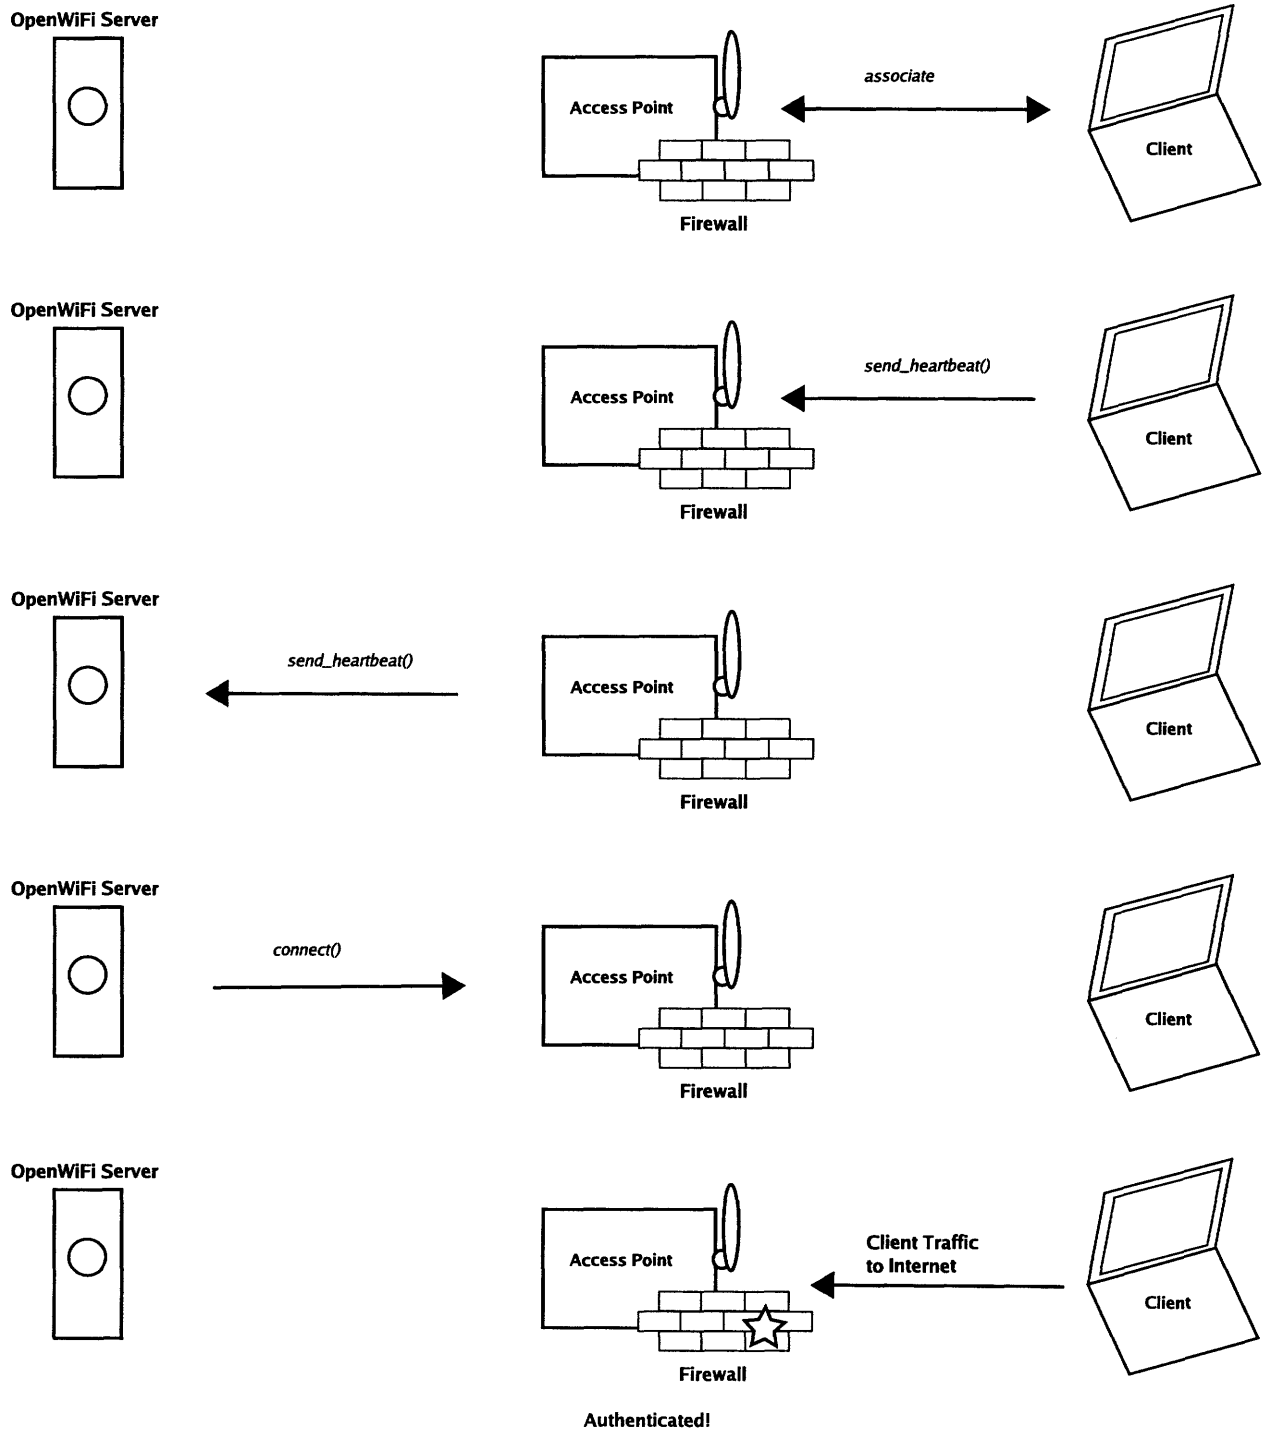 OpenWiFi Server
associate
Access Point
Client
Firewall
OpenWiFi Server
send_heartbeat()
Access Point
Client
Firewall
OpenWiFi Server
send_heartbeat()
Access Point
Client
Firewall
OpenWiFi Server
connect()
Access Point
Client
Firewall
OpenWiFi Server
Client Traffic
to Internet
Access Point
Client
Firewall
Authenticated!